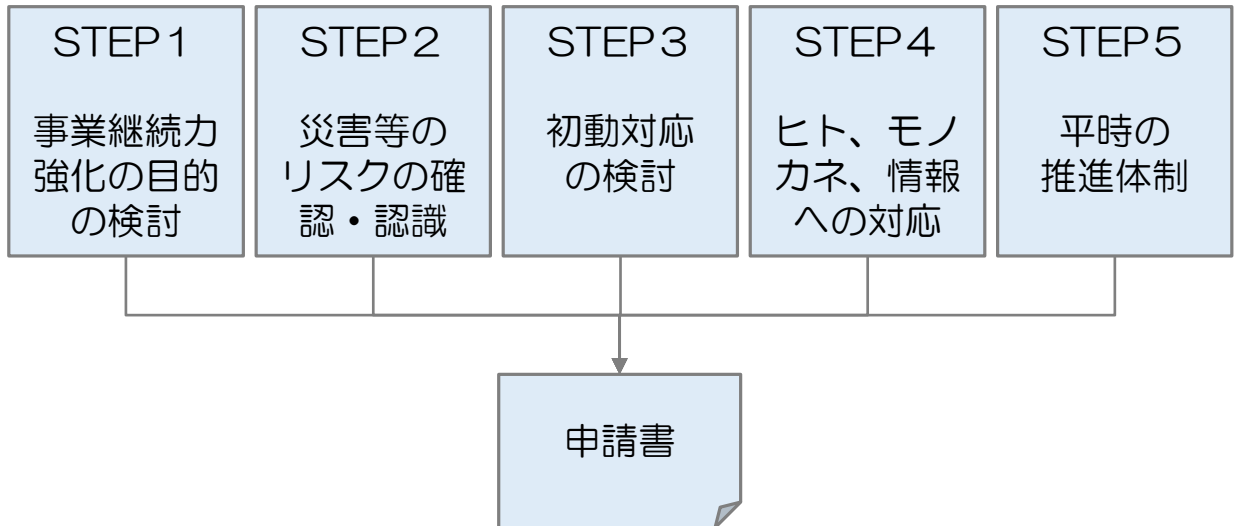 STEP1
事業継続力
強化の目的
の検討
STEP2
災害等の
リスクの確
認・認識
STEP3
初動対応
の検討
STEP4
ヒト、モノ
カネ、情報
への対応
STEP5
平時の
推進体制
申請書